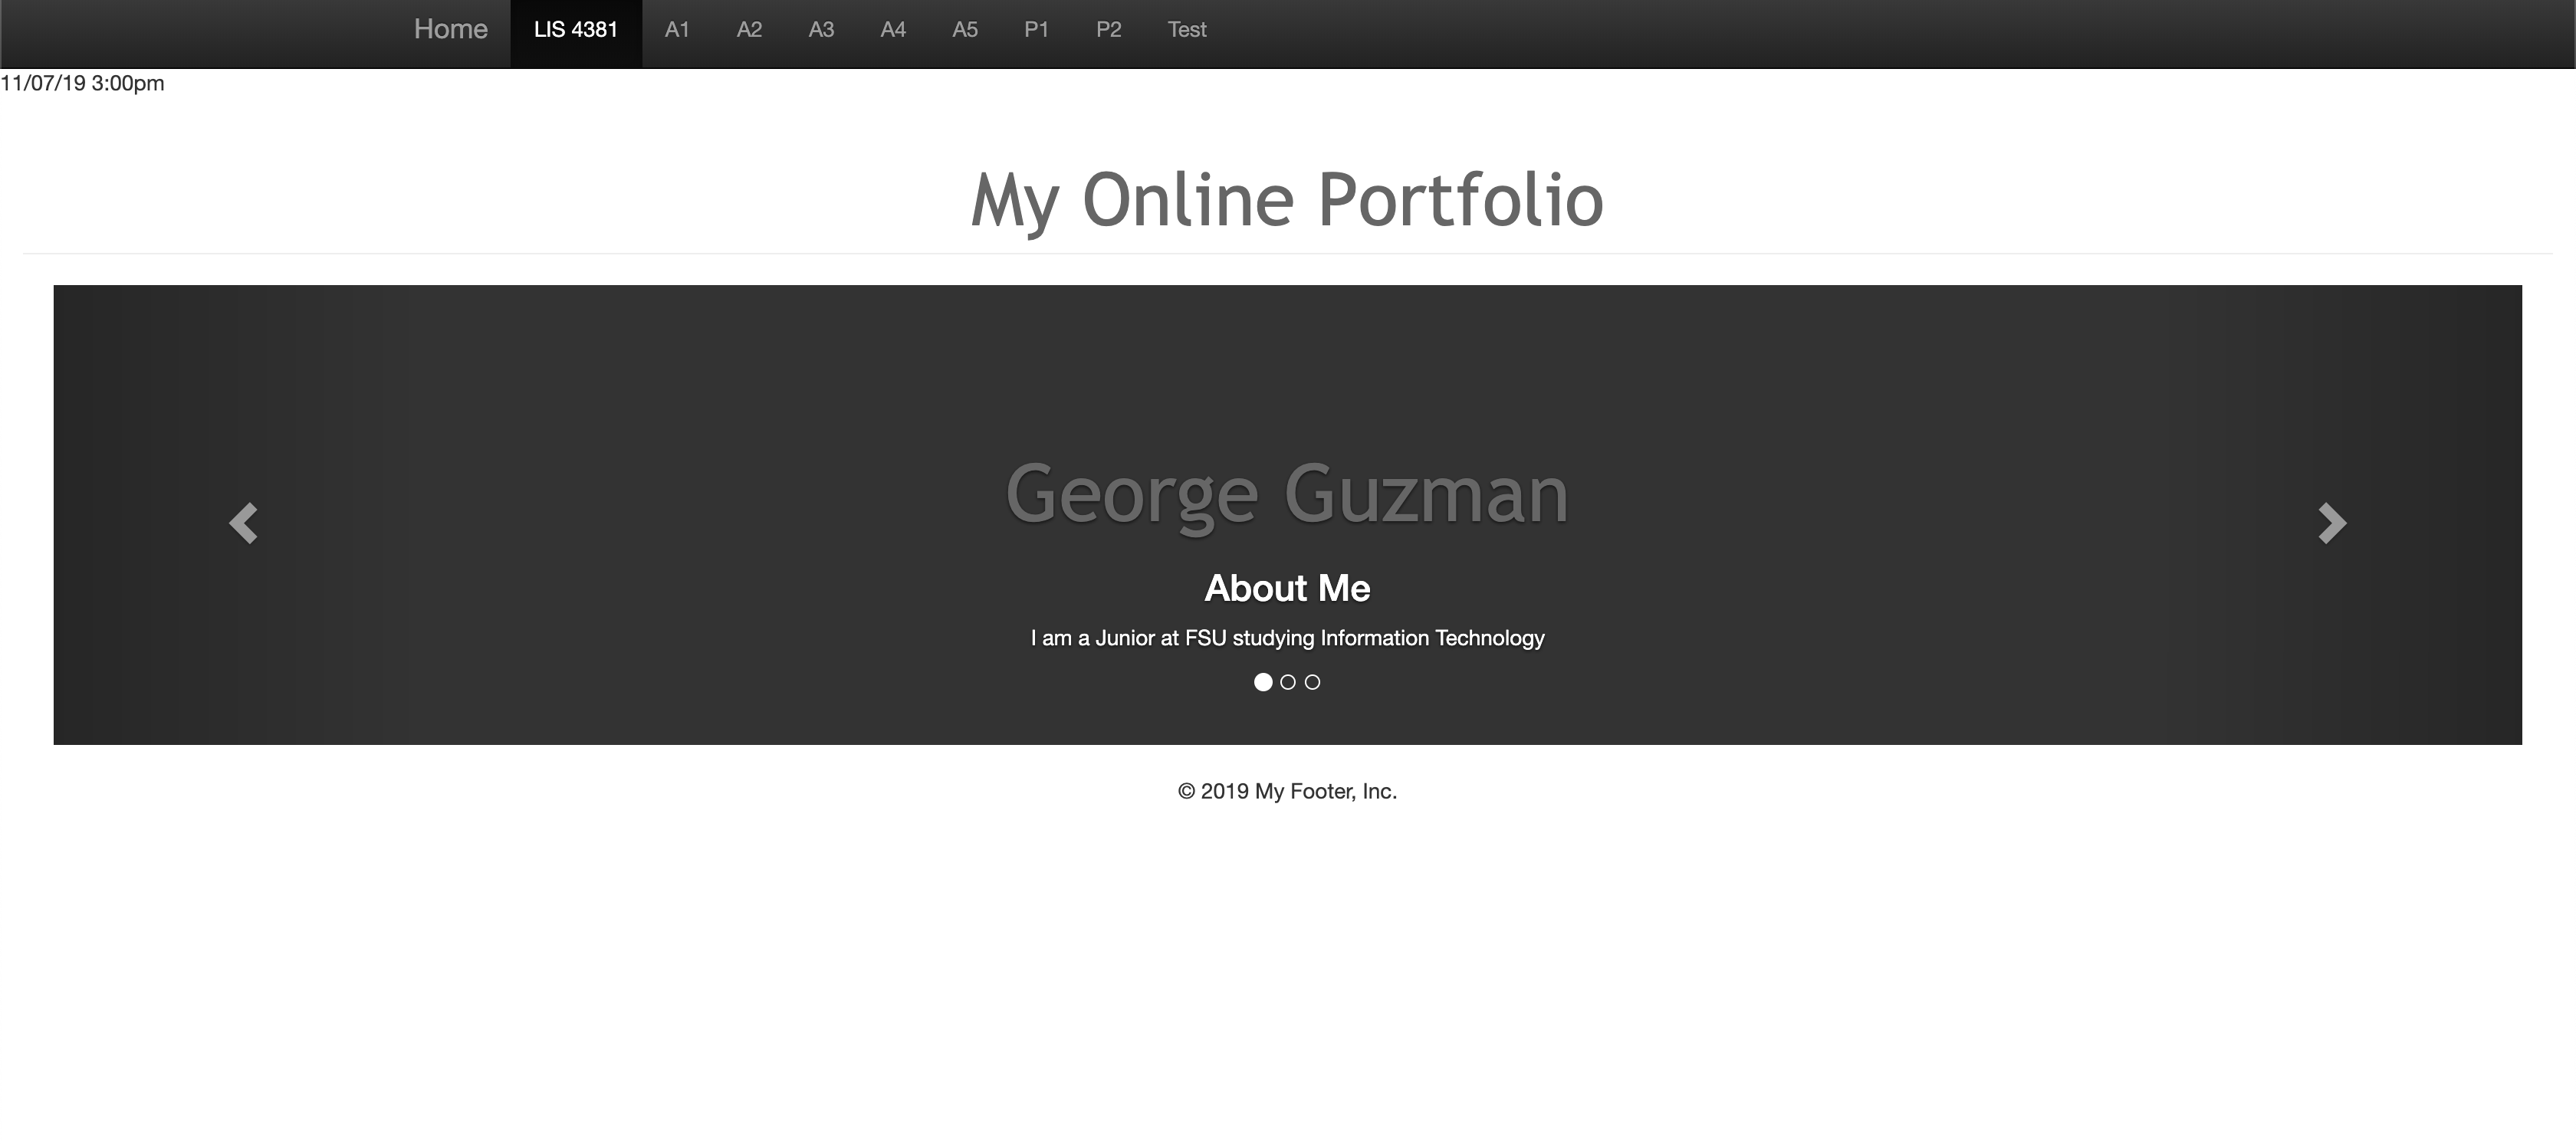 Home LIS 4381 A1 A2 A3 A4 A5 P1 P2 Test
11/07/19 3:00pm
My Online Portfolio
George Guzman
About Me
I am a Junior at FSU studying Information Technology
© 2019 My Footer, Inc.